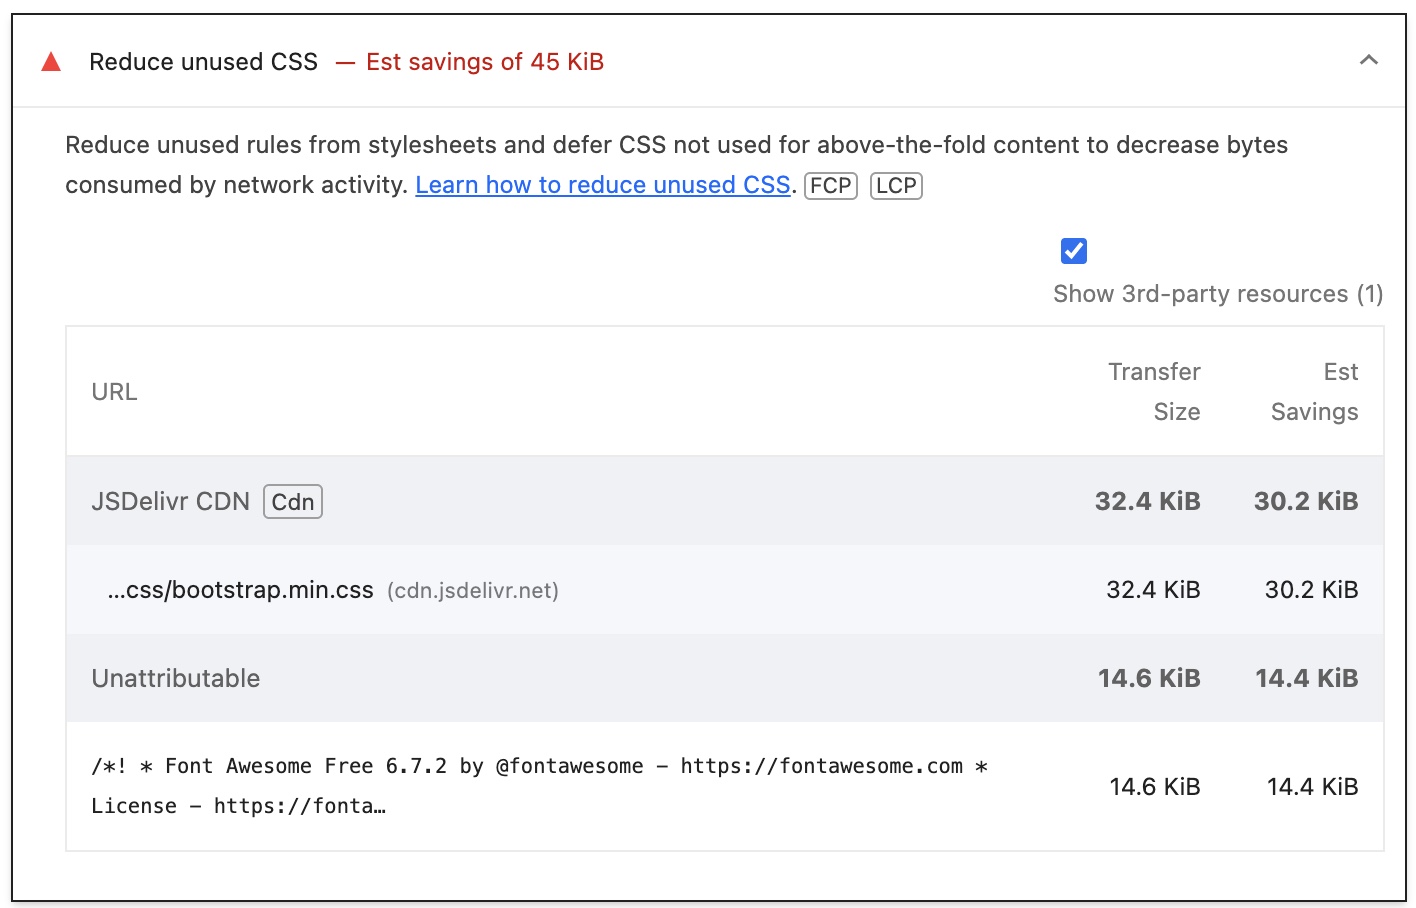 Reduce unused CSS — Est savings of 45 KiB
Reduce unused rules from stylesheets and defer CSS not used for above-the-fold content to decrease bytes
consumed by network activity. Learn how to reduce unused CSS. FCP LCP
Show 3rd-party resources (1)
URL Transfer Size Est Savings
JSDelivr CDN Cdn 32.4 KiB 30.2 KiB
…css/bootstrap.min.css (cdn.jsdelivr.net) 32.4 KiB 30.2 KiB
Unattributable 14.6 KiB 14.4 KiB
/*! * Font Awesome Free 6.7.2 by @fontawesome – https://fontawesome.com *
License – https://fonta… 14.6 KiB 14.4 KiB